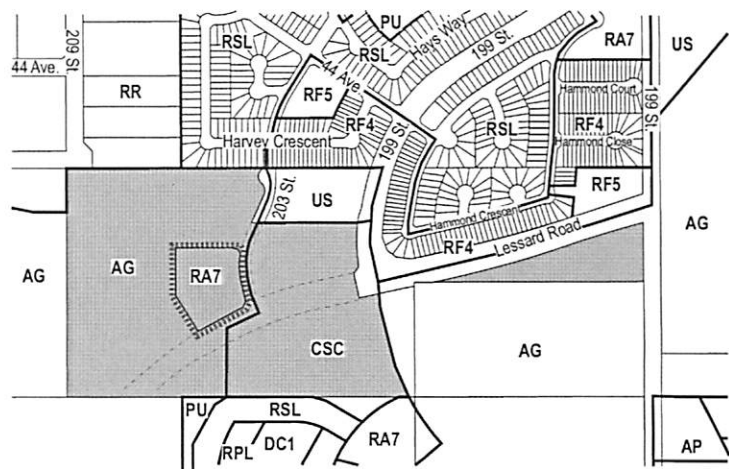 PU
RSL
Hays Way
RA7
US
209 St.
RSL
199 St.
44 Ave.
44 Ave
RR
RF5
Hammond Court
199 St.
RF4
RSL
RF4
Harvey Crescent
199 St.
Hammond Close
RF5
203 St.
US
Hammond Crescent
RF4
Lessard Road
AG
AG
AG
RA7
CSC
AG
PU
RSL
RPL
DC1
RA7
AP